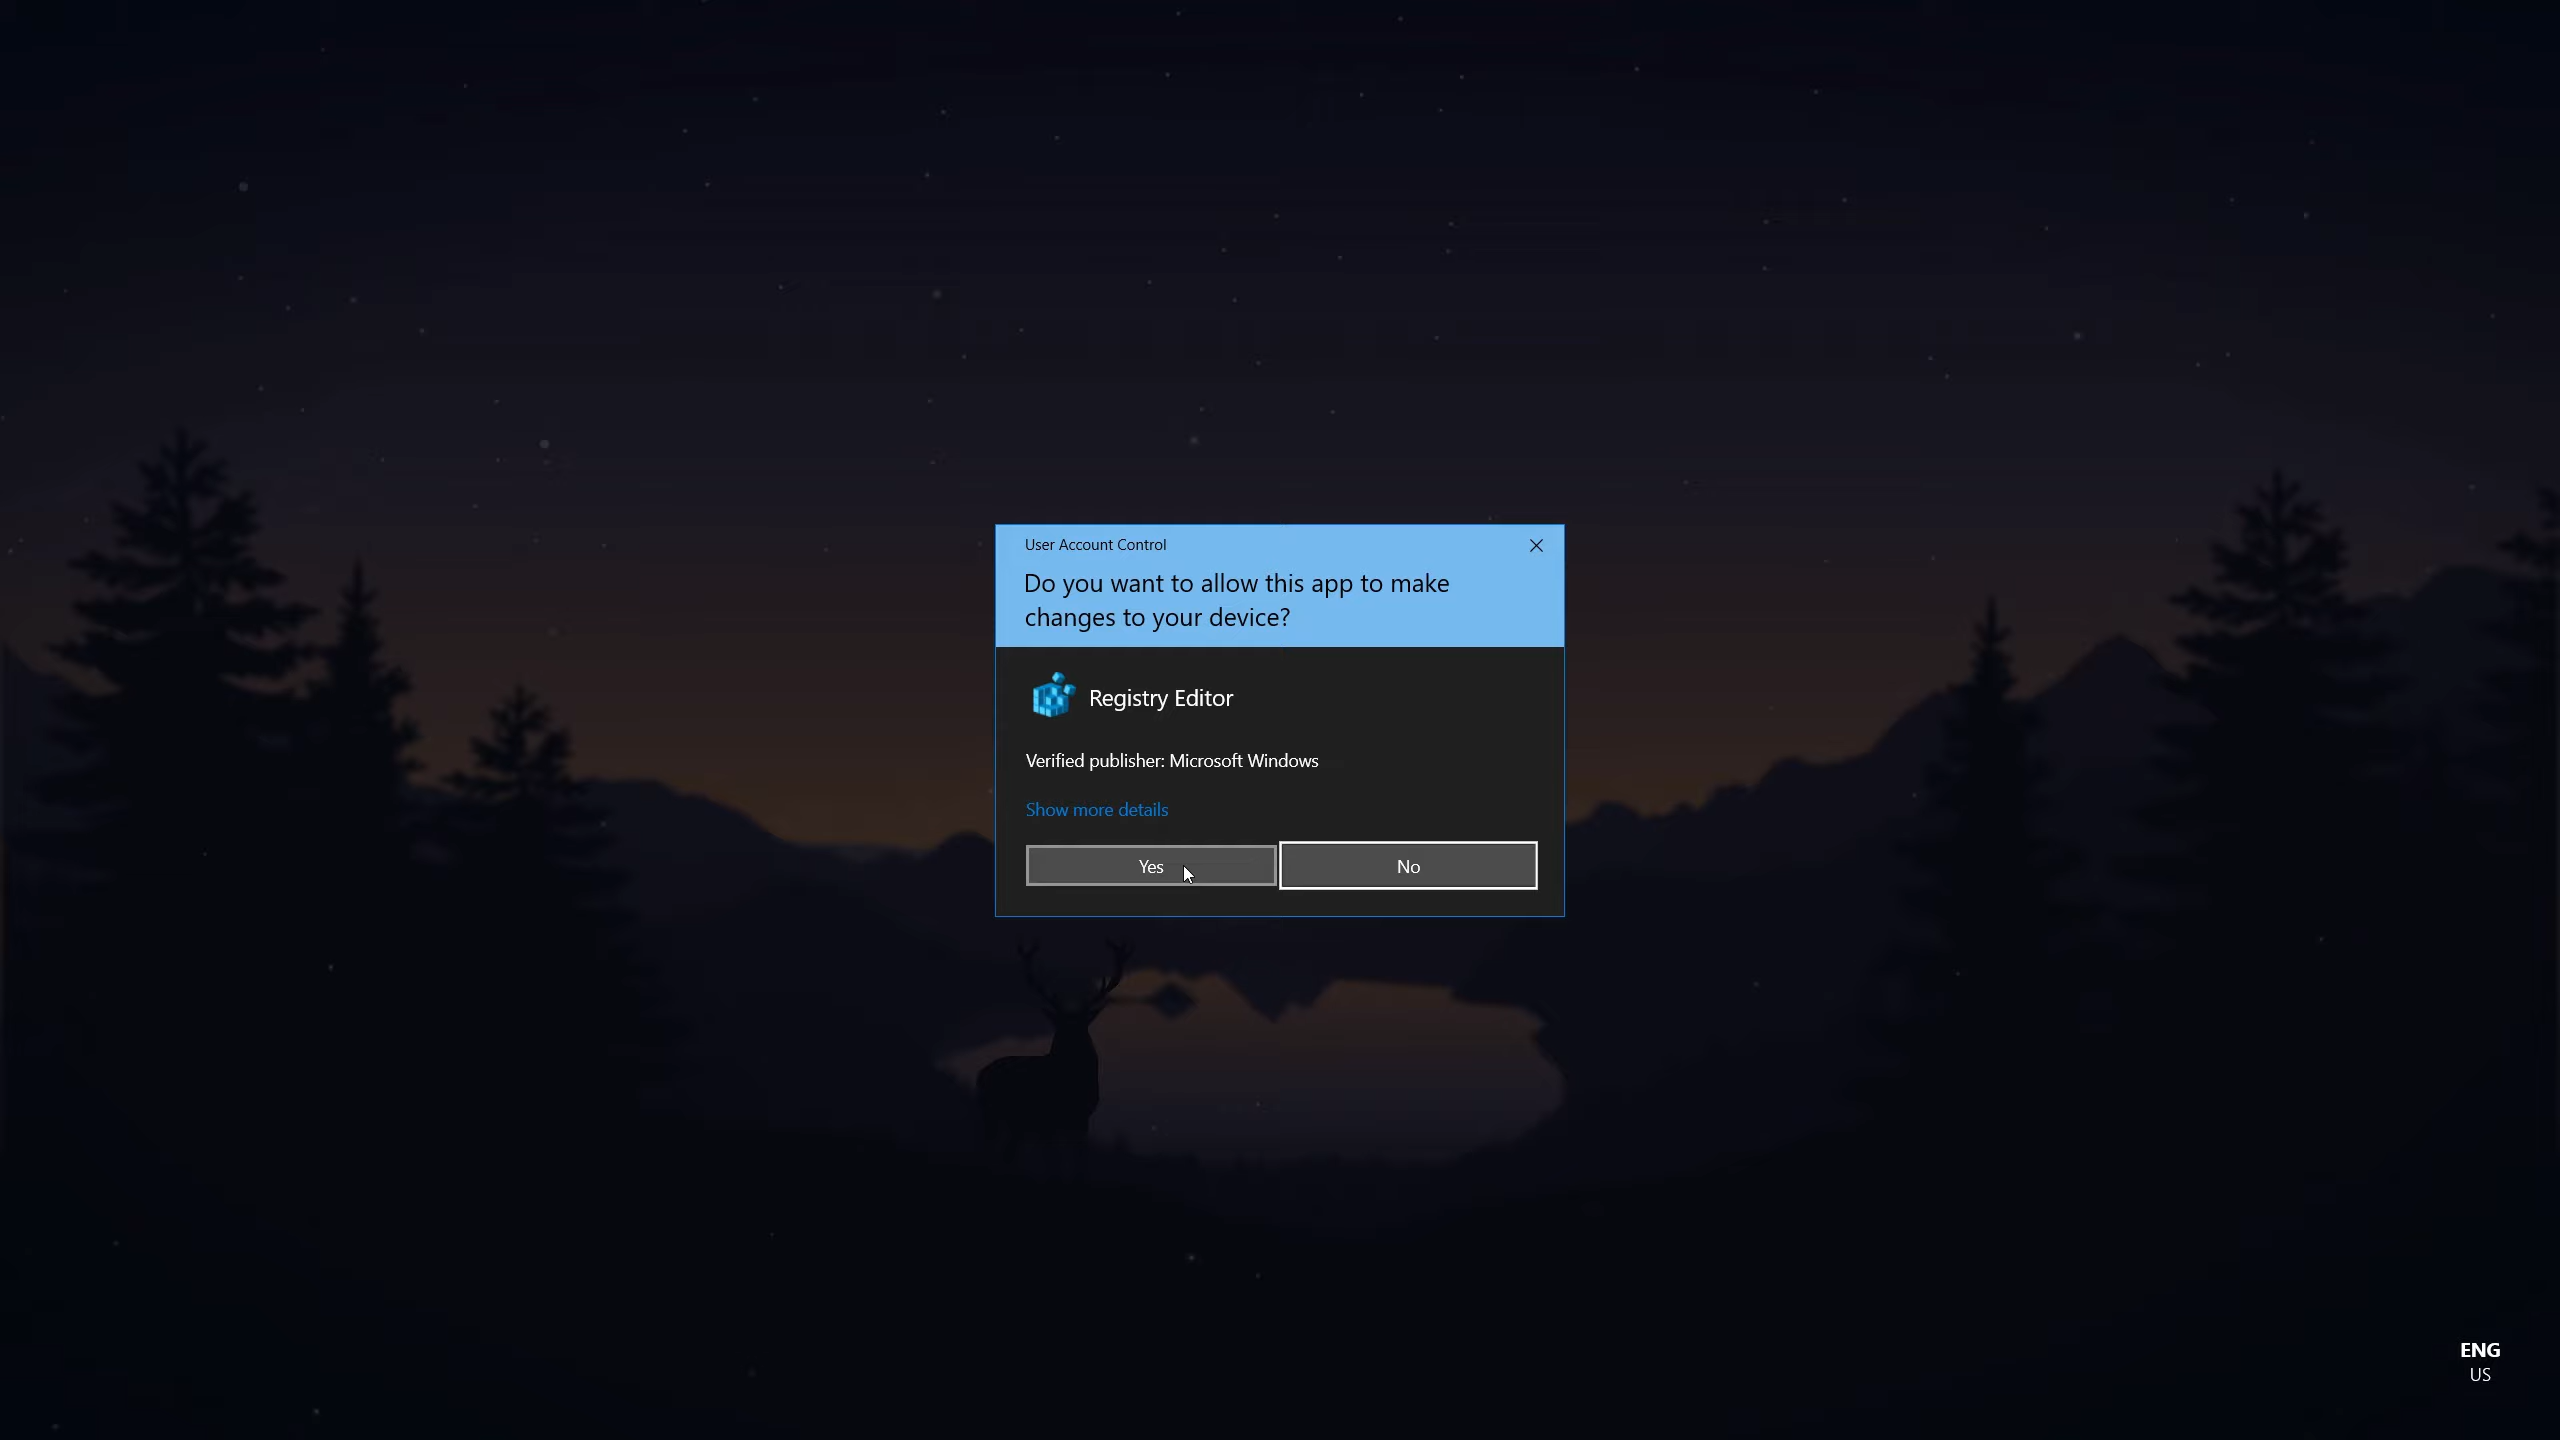 User Account Control
Do you want to allow this app to make
changes to your device?
Registry Editor
Verified publisher: Microsoft Windows
Show more details
Yes
No
ENG
US